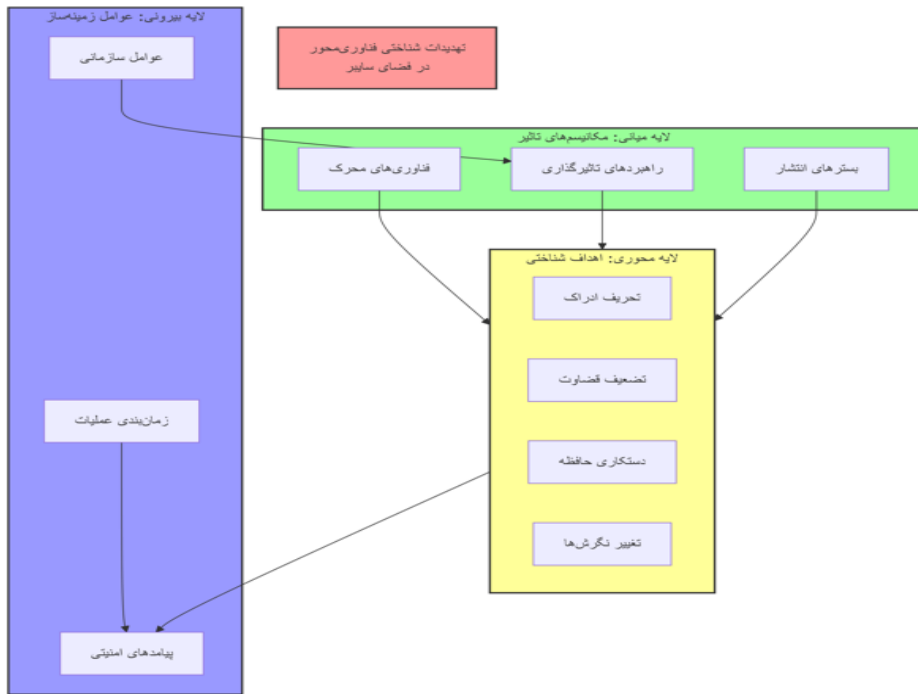 لایه بیرونی: عوامل زمینه‌ساز
عوامل سازمانی
زمان‌بندی عملیات
پیامدهای امنیتی
تهدیدات شناختی فناوری‌محور
در فضای سایبر
لایه میانی: مکانیسم‌های تاثیر
بسترهای انتشار
راهبردهای تاثیرگذاری
فناوری‌های محرک
لایه محوری: اهداف شناختی
تحریف ادراک
تضعیف قضاوت
دستکاری حافظه
تغییر نگرش‌ها